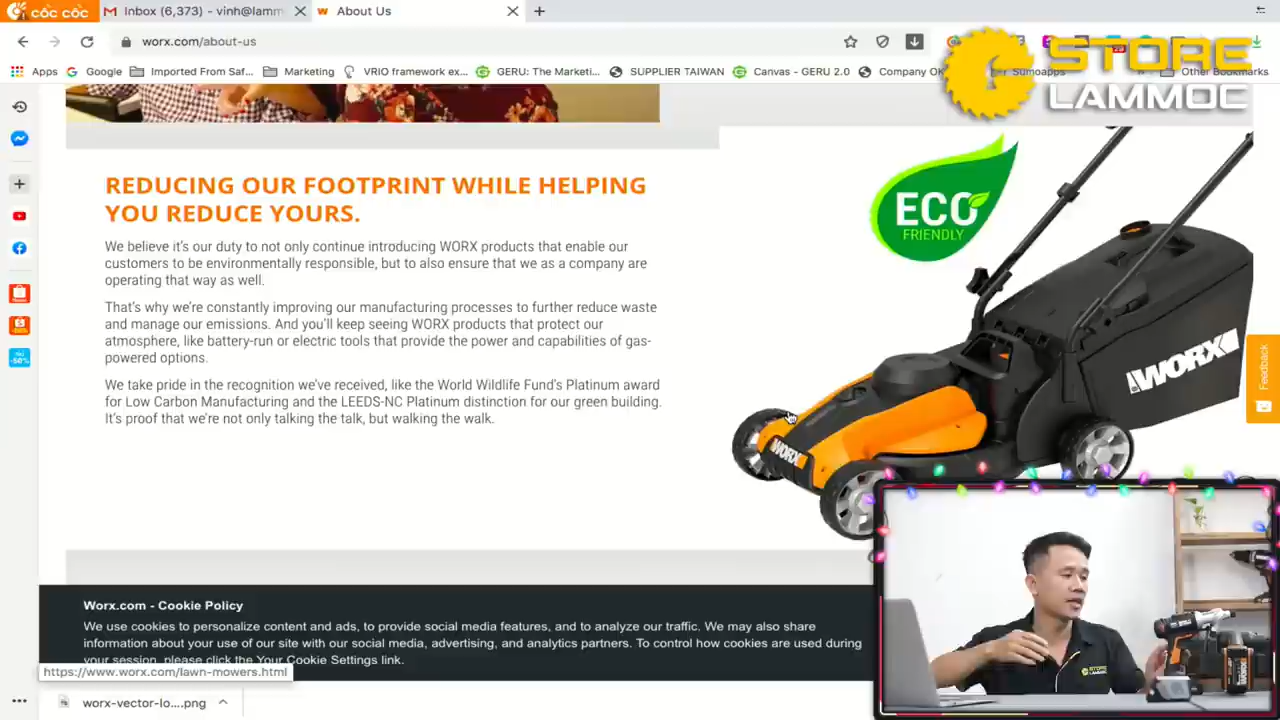 cốc cốc
Inbox (6,373) - vinh@lamm
About Us
worx.com/about-us
STORE
LAMMOC
Apps
Google
Imported From Saf...
Marketing
VRIO framework ex...
GERU: The Marketi...
SUPPLIER TAIWAN
Canvas - GERU 2.0
Company OK
Sumoapps
Other Bookmarks
REDUCING OUR FOOTPRINT WHILE HELPING
YOU REDUCE YOURS.
We believe it's our duty to not only continue introducing WORX products that enable our
customers to be environmentally responsible, but to also ensure that we as a company are
operating that way as well.
That's why we're constantly improving our manufacturing processes to further reduce waste
and manage our emissions. And you'll keep seeing WORX products that protect our
atmosphere, like battery-run or electric tools that provide the power and capabilities of gas-
powered options.
We take pride in the recognition we've received, like the World Wildlife Fund's Platinum award
for Low Carbon Manufacturing and the LEEDS-NC Platinum distinction for our green building.
It's proof that we're not only talking the talk, but walking the walk.
ECO
FRIENDLY
WORX
WORX
Feedback
Worx.com - Cookie Policy
We use cookies to personalize content and ads, to provide social media features, and to analyze our traffic. We may also share
information about your use of our site with our social media, advertising, and analytics partners. To control how cookies are used during
your session, please click the Your Cookie Settings link.
https://www.worx.com/lawn-mowers.html
worx-vector-lo....png
STORE
LAMMOC